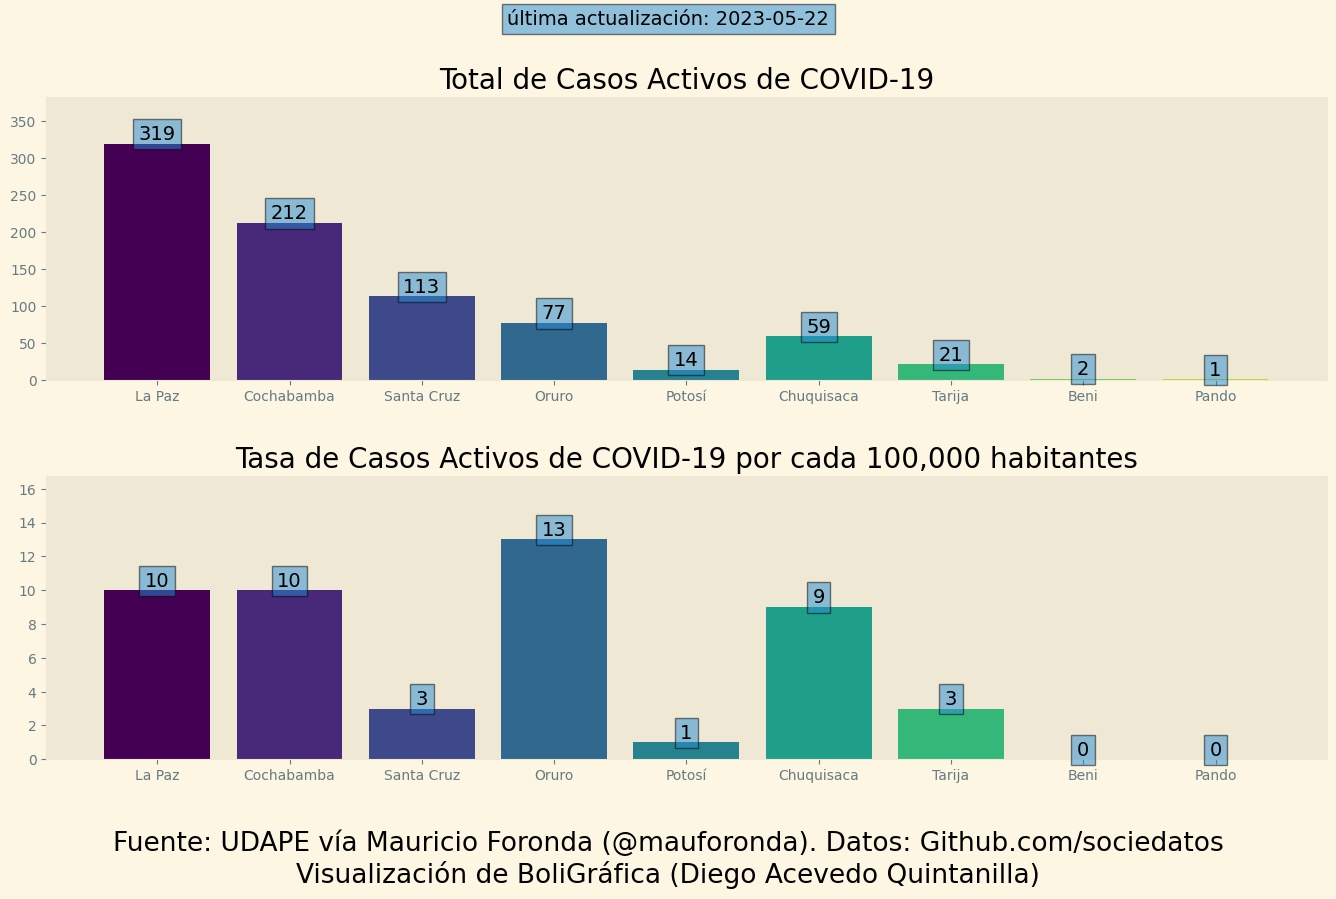 última actualización: 2023-05-22
Total de Casos Activos de COVID-19
350
300
250
200
150
100
50
0
319
212
113
77
14
59
21
2
1
La Paz
Cochabamba
Santa Cruz
Oruro
Potosí
Chuquisaca
Tarija
Beni
Pando
Tasa de Casos Activos de COVID-19 por cada 100,000 habitantes
16
14
12
10
8
6
4
2
0
10
10
3
13
1
9
3
0
0
La Paz
Cochabamba
Santa Cruz
Oruro
Potosí
Chuquisaca
Tarija
Beni
Pando
Fuente: UDAPE vía Mauricio Foronda (@mauforonda). Datos: Github.com/sociedatos
Visualización de BoliGráfica (Diego Acevedo Quintanilla)